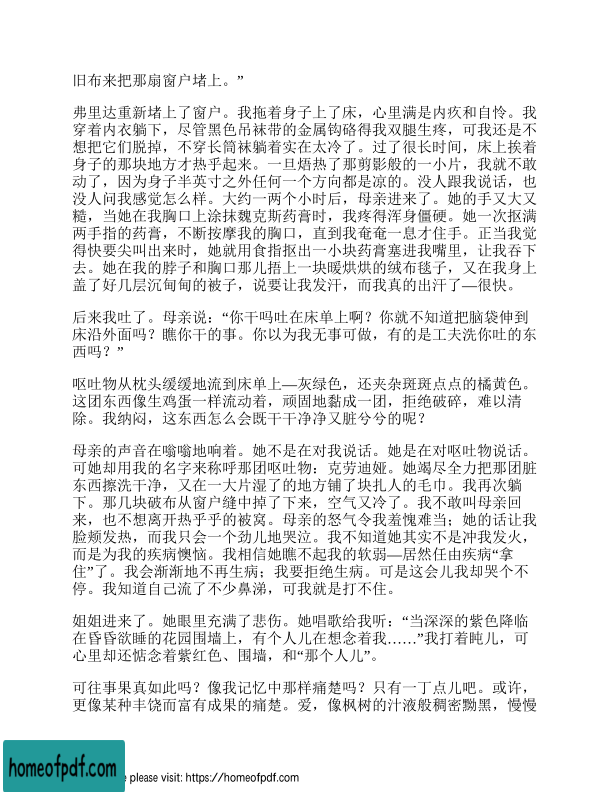 旧布来把那扇窗户堵上。”
弗里达重新堵上了窗户。我拖着身子上了床，心里满是内疚和自怜。我
穿着内衣躺下，尽管黑色吊袜带的金属钩硌得我双腿生疼，可我还是不
想把它们脱掉，不穿长筒袜躺着实在太冷了。过了很长时间，床上挨着
身子的那块地方才热乎起来。一旦焐热了那剪影般的一小片，我就不敢
动了，因为身子半英寸之外任何一个方向都是凉的。没人跟我说话，也
没人问我感觉怎么样。大约一两个小时后，母亲进来了。她的手又大又
糙，当她在我胸口上涂抹魏克斯药膏时，我疼得浑身僵硬。她一次抠满
两手指的药膏，不断按摩我的胸口，直到我奄奄一息才住手。正当我觉
得快要尖叫出来时，她就用食指抠出一小块药膏塞进我嘴里，让我吞下
去。她在我的脖子和胸口那儿捂上一块暖烘烘的绒布毯子，又在我身上
盖了好几层沉甸甸的被子，说要让我发汗，而我真的出汗了—很快。
后来我吐了。母亲说：“你干吗吐在床单上啊？你就不知道把脑袋伸到
床沿外面吗？瞧你干的事。你以为我无事可做，有的是工夫洗你吐的东
西吗？”
呕吐物从枕头缓缓地流到床单上—灰绿色，还夹杂斑斑点点的橘黄色。
这团东西像生鸡蛋一样流动着，顽固地黏成一团，拒绝破碎，难以清
除。我纳闷，这东西怎么会既干干净净又脏兮兮的呢？
母亲的声音在嗡嗡地响着。她不是在对我说话。她是在对呕吐物说话。
可她却用我的名字来称呼那团呕吐物：克劳迪娅。她竭尽全力把那团脏
东西擦洗干净，又在一大片湿了的地方铺了块扎人的毛巾。我再次躺
下。那几块破布从窗户缝中掉了下来，空气又冷了。我不敢叫母亲回
来，也不想离开热乎乎的被窝。母亲的怒气令我羞愧难当；她的话让我
脸颊发热，而我只会一个劲儿地哭泣。我不知道她其实不是冲我发火，
而是为我的疾病懊恼。我相信她瞧不起我的软弱—居然任由疾病“拿
住”了。我会渐渐地不再生病；我要拒绝生病。可是这会儿我却哭个不
停。我知道自己流了不少鼻涕，可我就是打不住。
姐姐进来了。她眼里充满了悲伤。她唱歌给我听：“当深深的紫色降临
在昏昏欲睡的花园围墙上，有个人儿在想念着我……”我打着盹儿，可
心里却还惦念着紫红色、围墙，和“那个人儿”。
可往事果真如此吗？像我记忆中那样痛楚吗？只有一丁点儿吧。或许，
更像某种丰饶而富有成果的痛楚。爱，像枫树的汁液般稠密黝黑，慢慢
homeofpdf.com
e please visit: https://homeofpdf.com